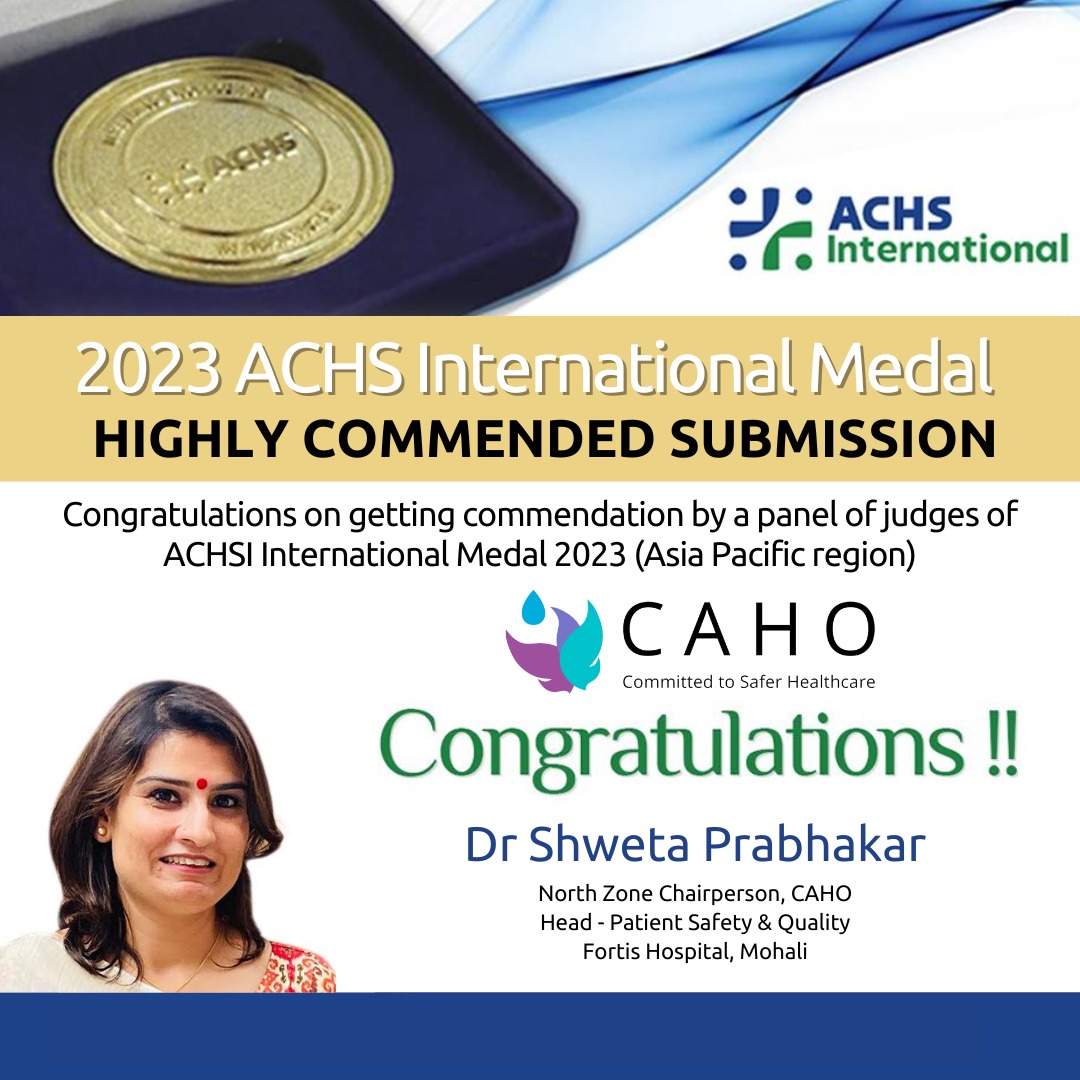 ACHS
ACHS
International
2023 ACHS International Medal
HIGHLY COMMENDED SUBMISSION
Congratulations on getting commendation by a panel of judges of
ACHSI International Medal 2023 (Asia Pacific region)
CAHO
Committed to Safer Healthcare
Congratulations !!
Dr Shweta Prabhakar
North Zone Chairperson, CAHO
Head - Patient Safety & Quality
Fortis Hospital, Mohali